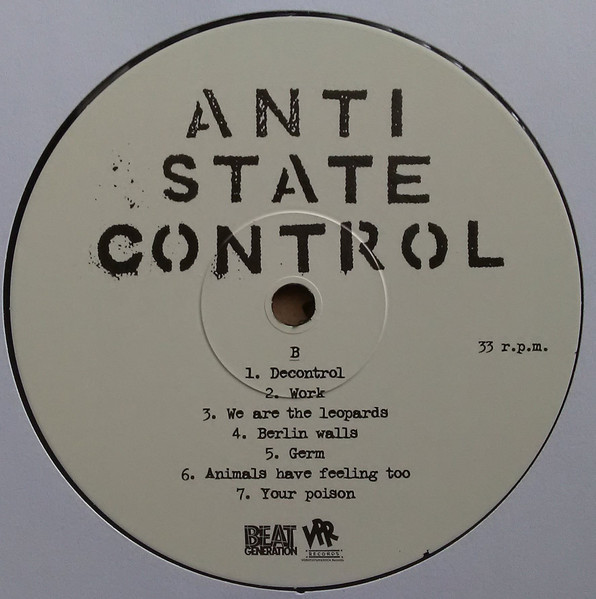 ANTI
STATE
CONTROL
B
33 r.p.m.
1. Decontrol
2. Work
3. We are the leopards
4. Berlin walls
5. Germ
6. Animals have feeling too
7. Your poison
BEAT
GENERATION
VPR
RECORDS